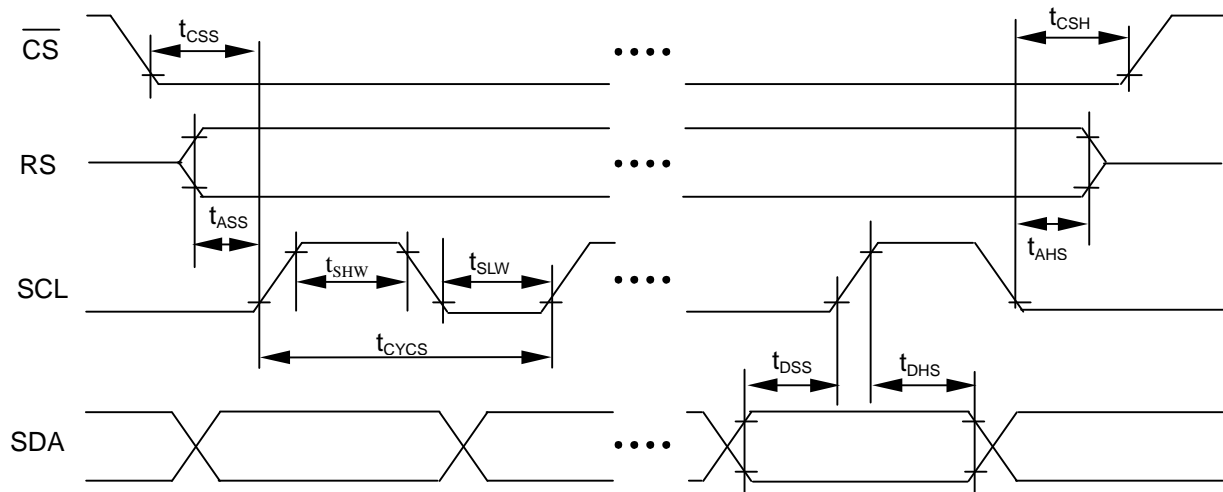 CS
tCSS
tCSH
RS
tASS
tAHS
SCL
tSHW
tSLW
tCYCS
tDSS
tDHS
SDA